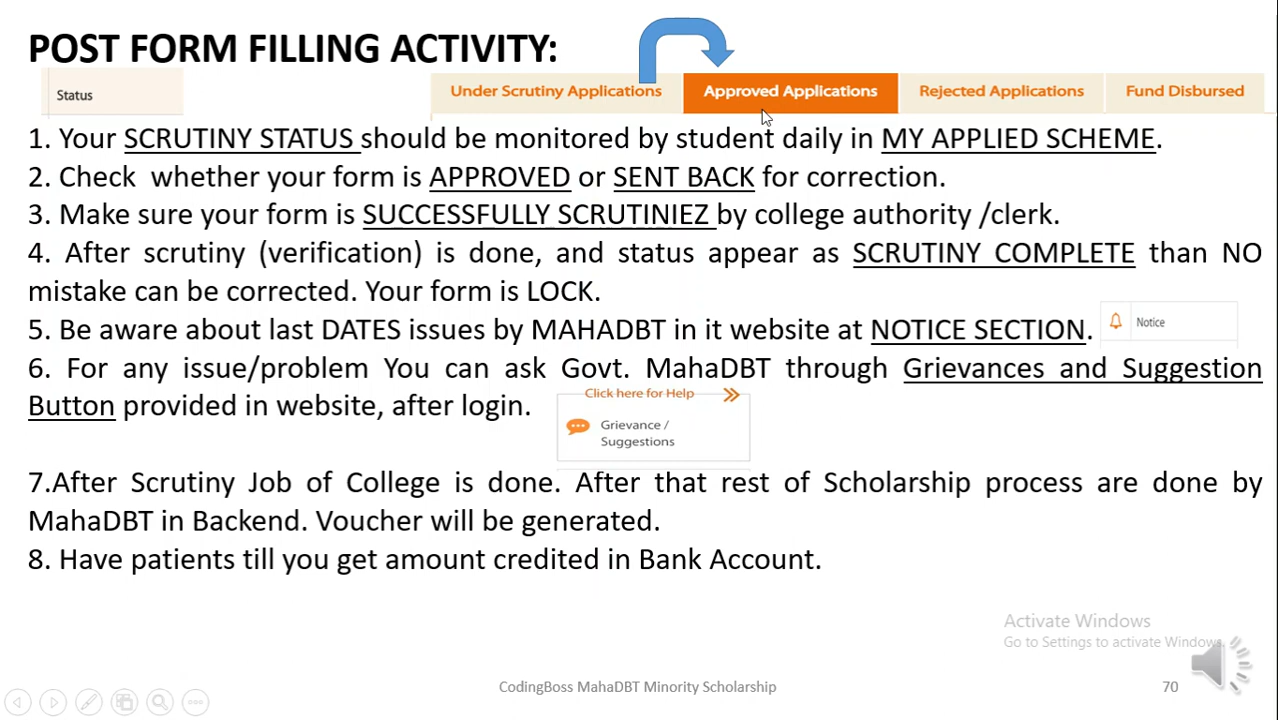 POST FORM FILLING ACTIVITY:
Status
Under Scrutiny Applications Approved Applications Rejected Applications Fund Disbursed
1. Your SCRUTINY STATUS should be monitored by student daily in MY APPLIED SCHEME.
2. Check whether your form is APPROVED or SENT BACK for correction.
3. Make sure your form is SUCCESSFULLY SCRUTINIEZ by college authority /clerk.
4. After scrutiny (verification) is done, and status appear as SCRUTINY COMPLETE than NO
mistake can be corrected. Your form is LOCK.
5. Be aware about last DATES issues by MAHADBT in it website at NOTICE SECTION.
Notice
6. For any issue/problem You can ask Govt. MahaDBT through Grievances and Suggestion
Button provided in website, after login.
Click here for Help
Grievance /
Suggestions
7.After Scrutiny Job of College is done. After that rest of Scholarship process are done by
MahaDBT in Backend. Voucher will be generated.
8. Have patients till you get amount credited in Bank Account.
Activate Windows
Go to Settings to activate Windows.
CodingBoss MahaDBT Minority Scholarship
70